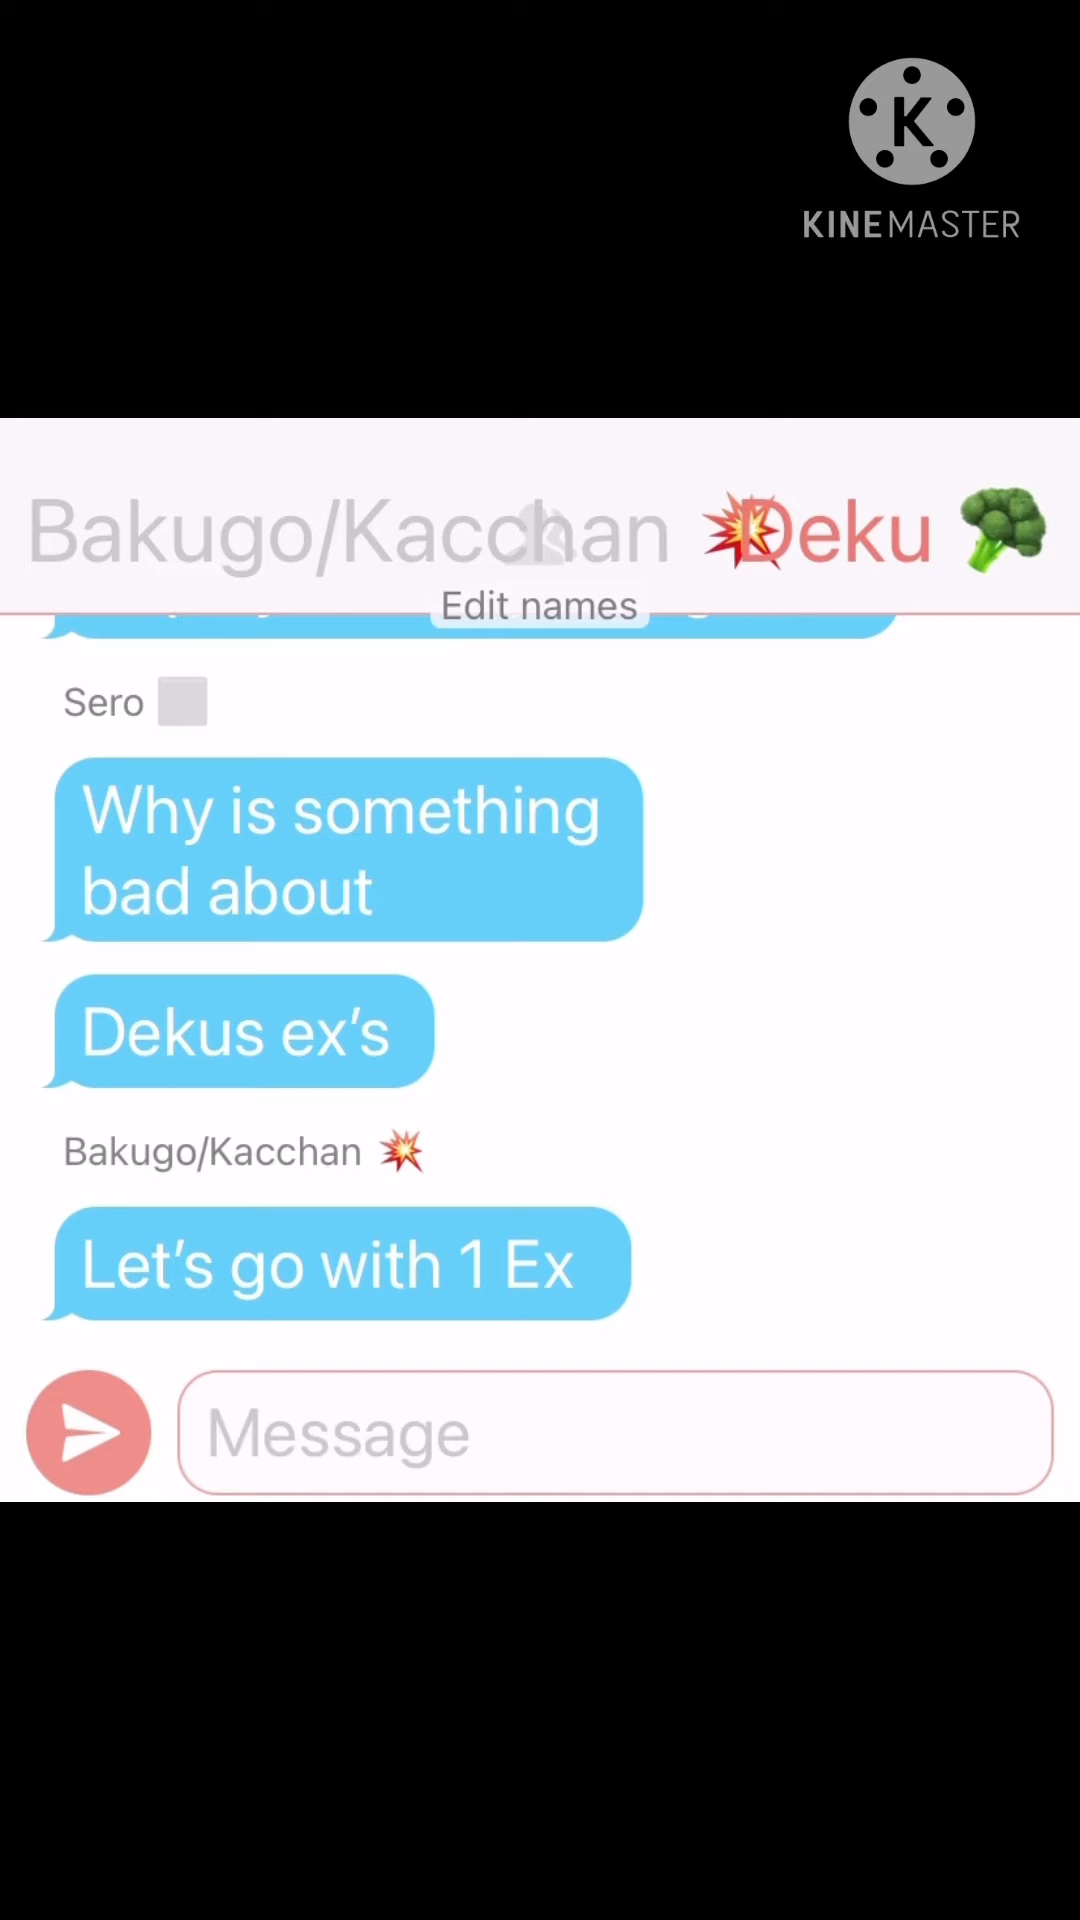 K
KINEMASTER
Bakugo/Kacchan 💥 Deku 🥦
Edit names
Sero
Why is something
bad about
Dekus ex’s
Bakugo/Kacchan 💥
Let’s go with 1 Ex
Message